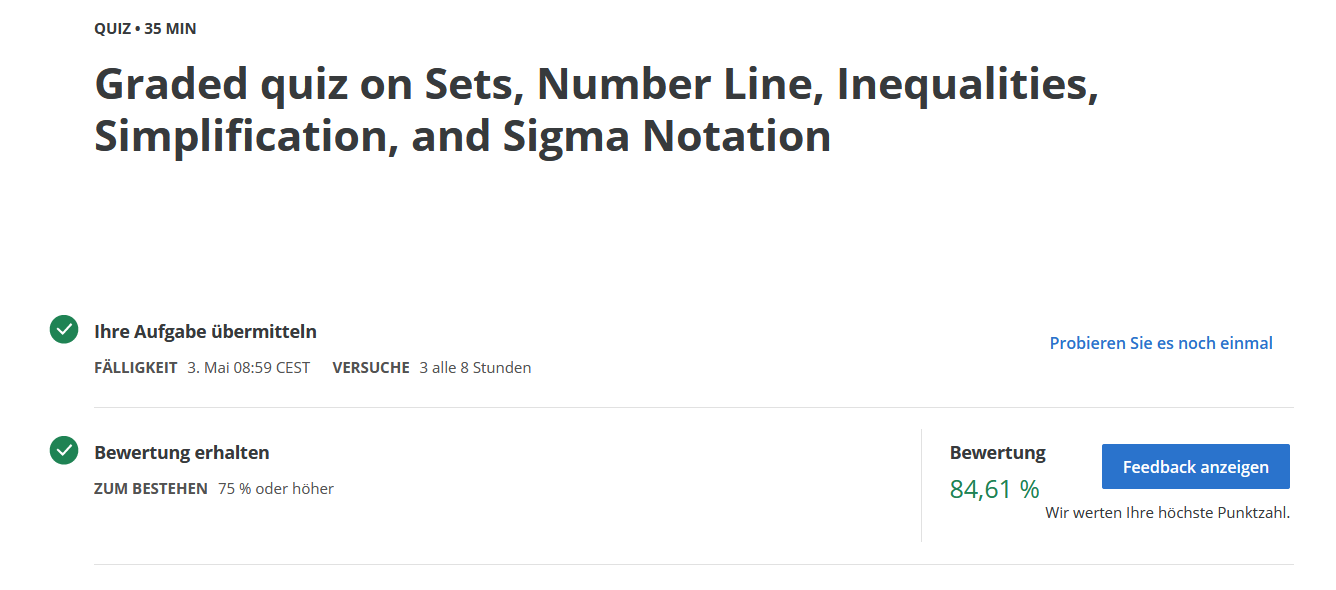 QUIZ • 35 MIN
Graded quiz on Sets, Number Line, Inequalities,
Simplification, and Sigma Notation
Ihre Aufgabe übermitteln
FÄLLIGKEIT 3. Mai 08:59 CEST VERSUCHE 3 alle 8 Stunden
Probieren Sie es noch einmal
Bewertung erhalten
ZUM BESTEHEN 75 % oder höher
Bewertung
84,61 %
Feedback anzeigen
Wir werten Ihre höchste Punktzahl.